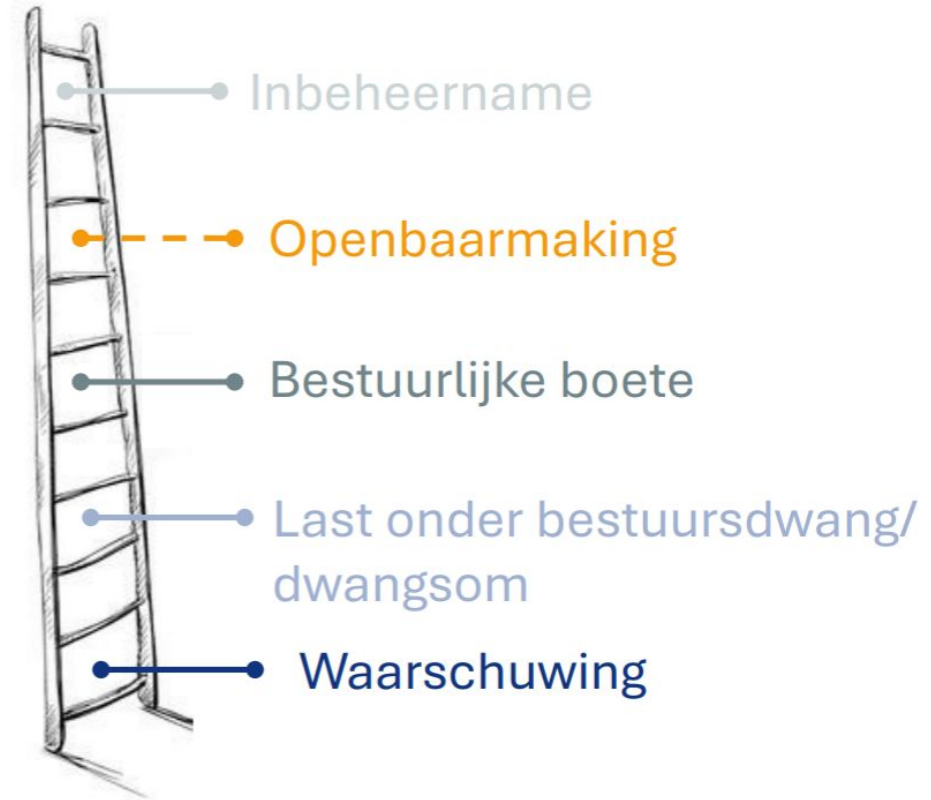 Inbeheername
Openbaarmaking
Bestuurlijke boete
Last onder bestuursdwang/
dwangsom
Waarschuwing